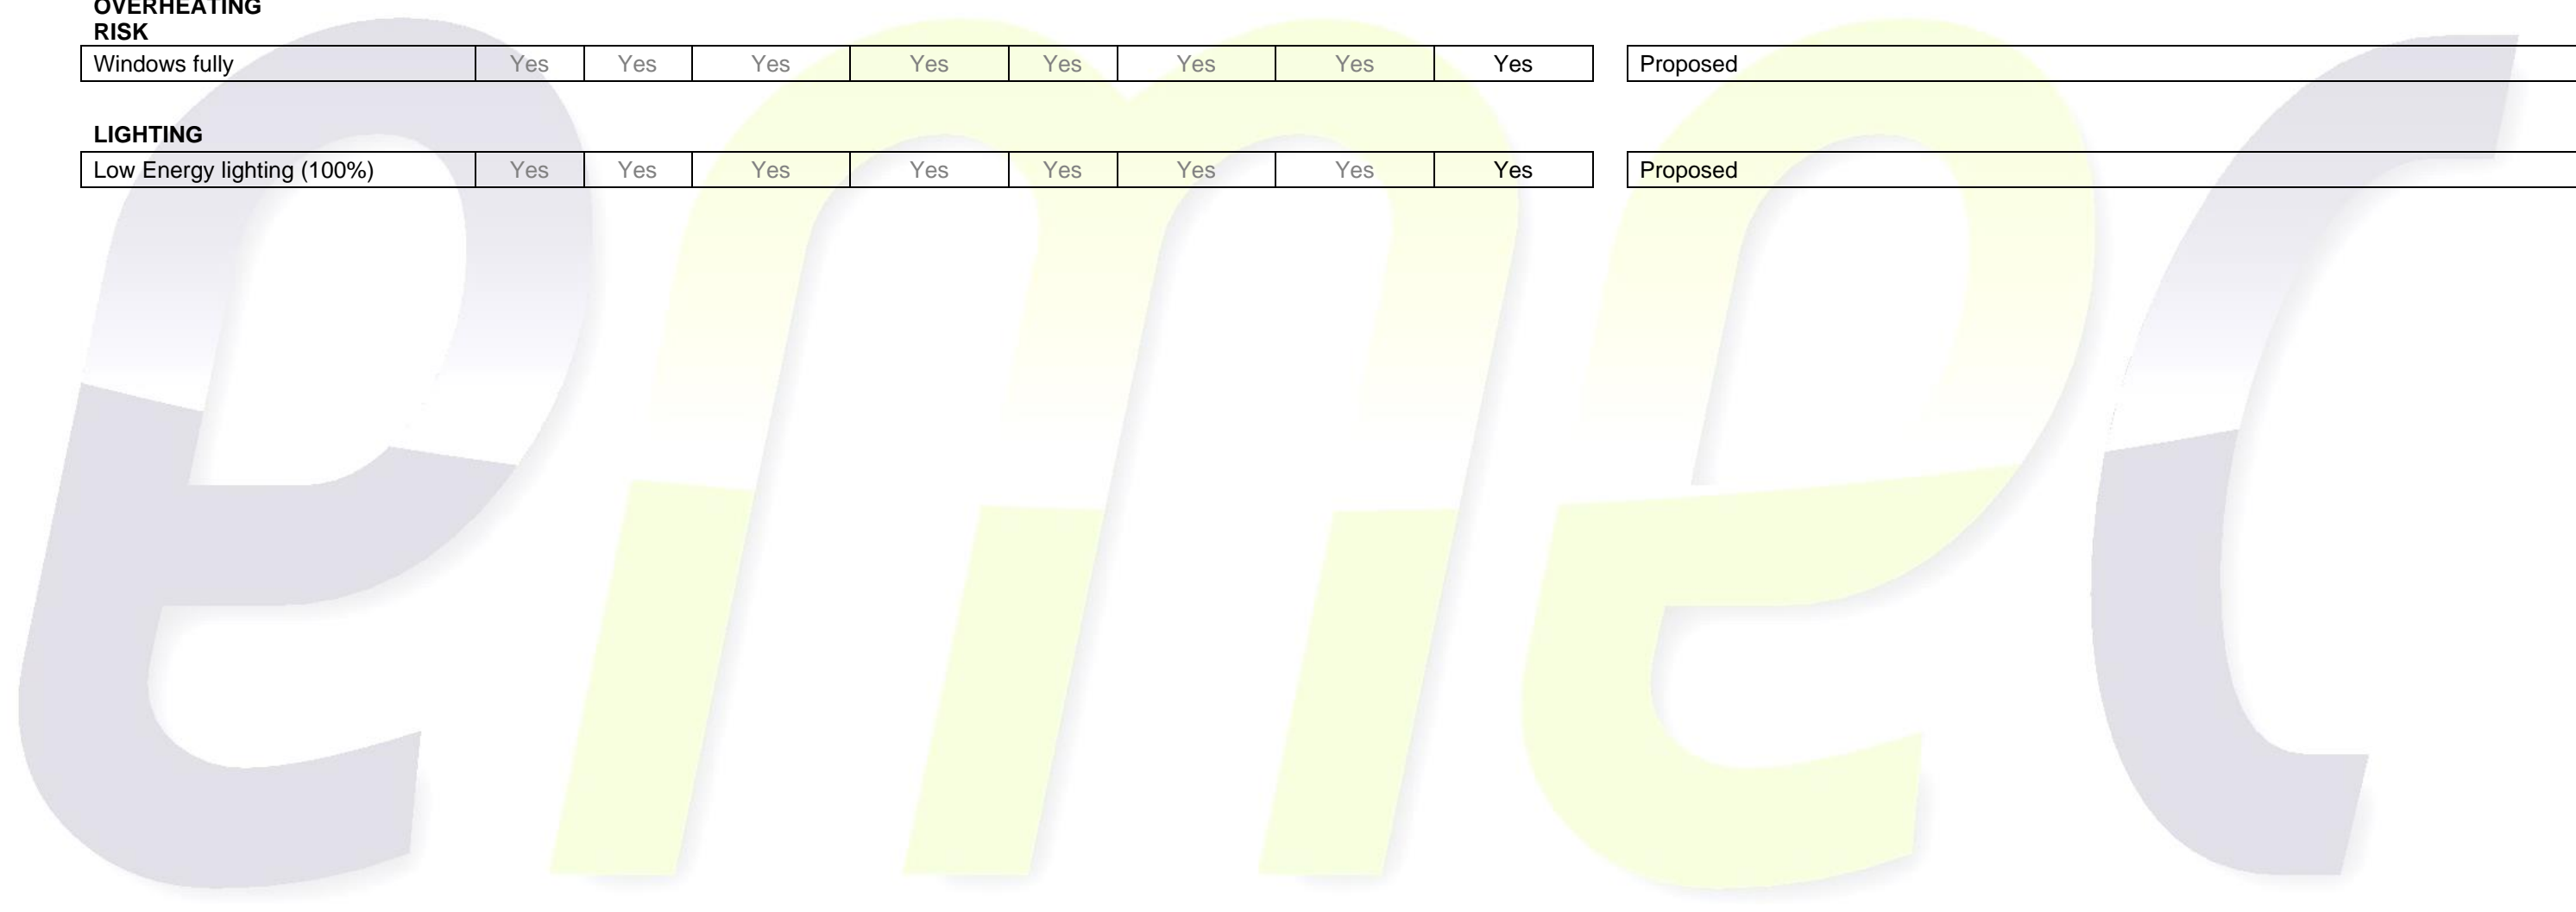 OVERHEATING
RISK
Windows fully Yes Yes Yes Yes Yes Yes Yes Yes Proposed
LIGHTING
Low Energy lighting (100%) Yes Yes Yes Yes Yes Yes Yes Yes Proposed
emec